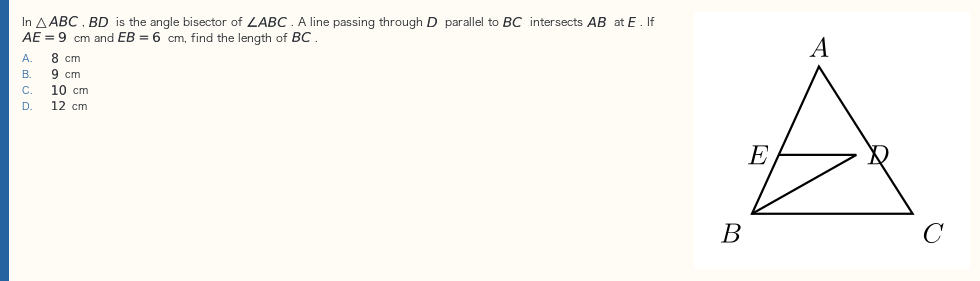 In △ABC , BD is the angle bisector of ∠ABC . A line passing through D parallel to BC intersects AB at E . If
AE = 9 cm and EB = 6 cm, find the length of BC .
A. 8 cm
B. 9 cm
C. 10 cm
D. 12 cm
A
E D
B C